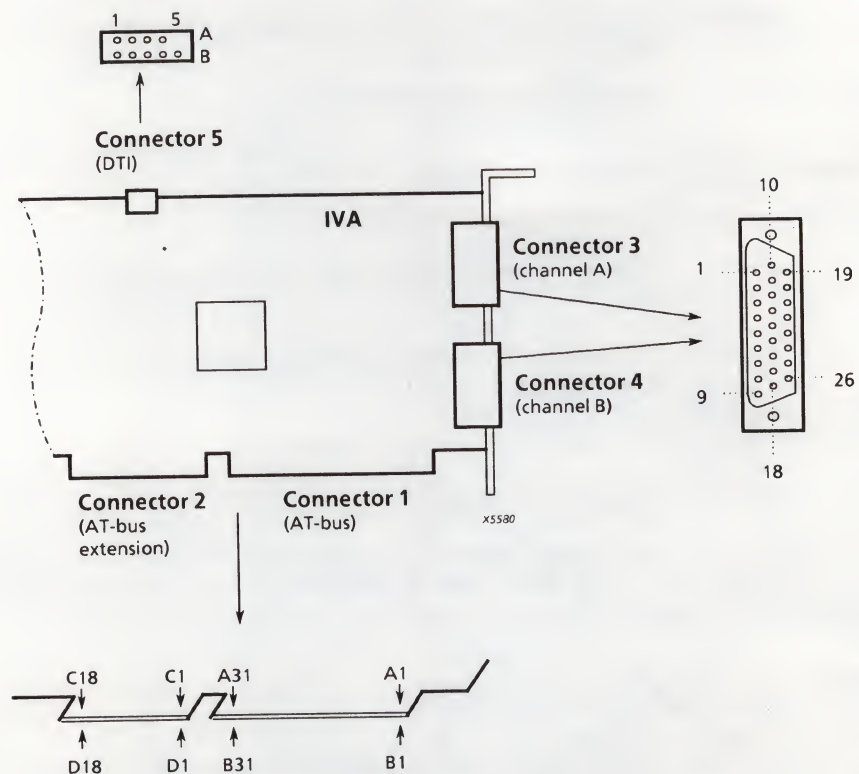 1 5 A
B
Connector 5
(DTI)
IVA
Connector 3
(channel A)
10
1 19
Connector 4
(channel B)
9 26
18
Connector 2
(AT-bus
extension)
Connector 1
(AT-bus)
X5580
C18 C1 A31 A1
D18 D1 B31 B1